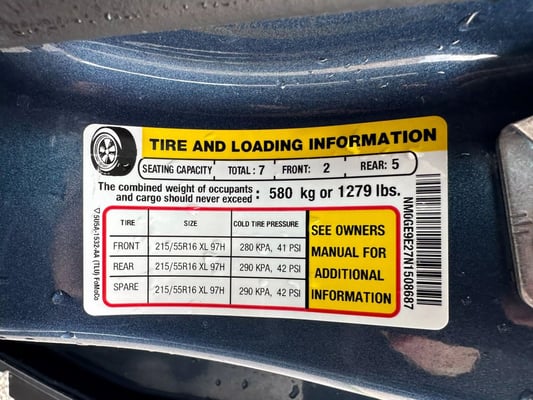 TIRE AND LOADING INFORMATION
SEATING CAPACITY TOTAL : 7 FRONT: 2 REAR: 5
The combined weight of occupants and cargo should never exceed : 580 kg or 1279 lbs.
TIRE SIZE COLD TIRE PRESSURE
FRONT 215/55R16 XL 97H 280 KPA, 41 PSI
REAR 215/55R16 XL 97H 290 KPA, 42 PSI
SPARE 215/55R16 XL 97H 290 KPA, 42 PSI
SEE OWNERS
MANUAL FOR
ADDITIONAL
INFORMATION
NM0GE9E27N1508687